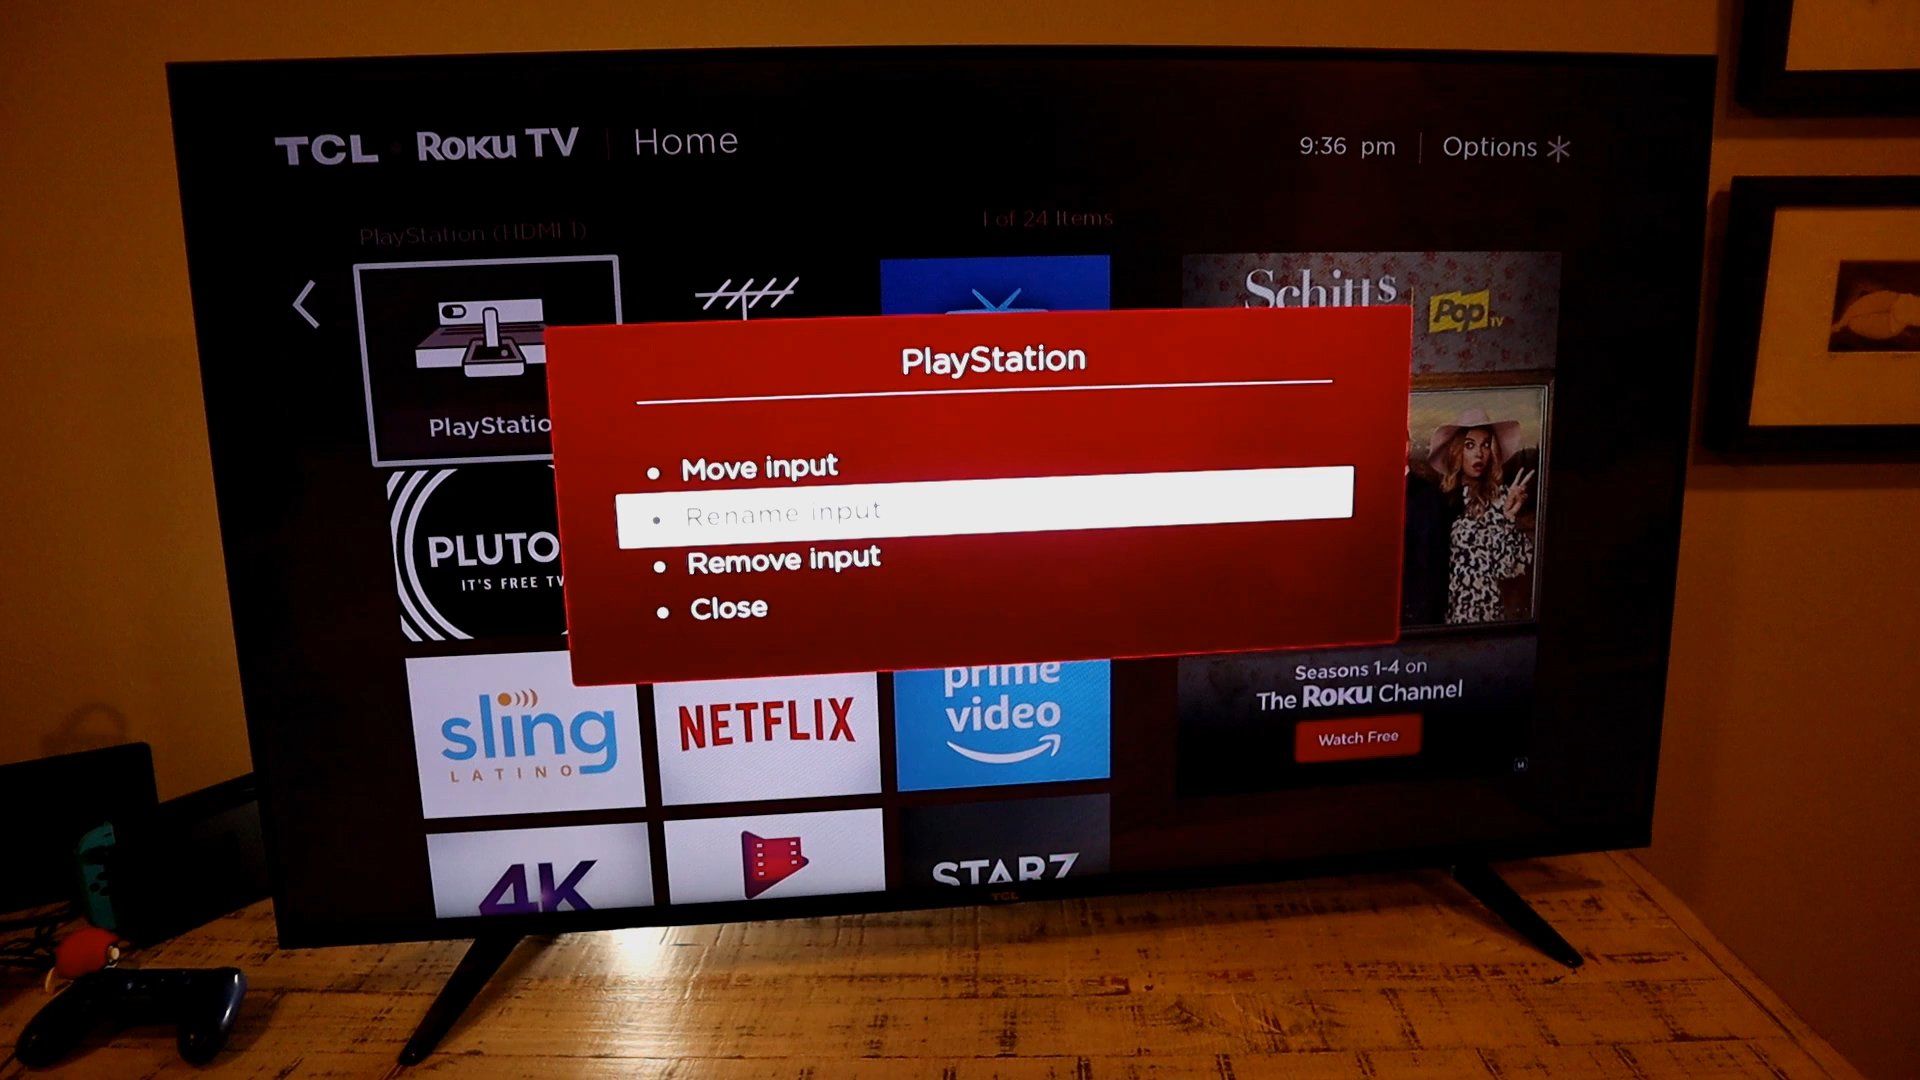 TCL Roku TV Home
9:36 pm Options
PlayStation (HDMI 1)
1 of 24 Items
Schitts
Pop TV
PlayStation
PlayStatio
Move input
Rename input
Remove input
Close
PLUTO
IT'S FREE TV
sling
LATINO
NETFLIX
prime
video
Seasons 1-4 on
The Roku Channel
Watch Free
4K
STARZ
TCL